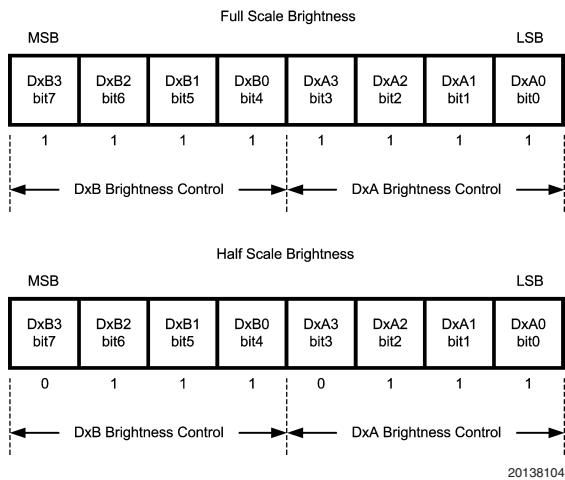 Full Scale Brightness
MSB LSB
DxB3 DxB2 DxB1 DxB0 DxA3 DxA2 DxA1 DxA0
bit7 bit6 bit5 bit4 bit3 bit2 bit1 bit0
1 1 1 1 1 1 1 1
DxB Brightness Control DxA Brightness Control
Half Scale Brightness
MSB LSB
DxB3 DxB2 DxB1 DxB0 DxA3 DxA2 DxA1 DxA0
bit7 bit6 bit5 bit4 bit3 bit2 bit1 bit0
0 1 1 1 0 1 1 1
DxB Brightness Control DxA Brightness Control
20138104